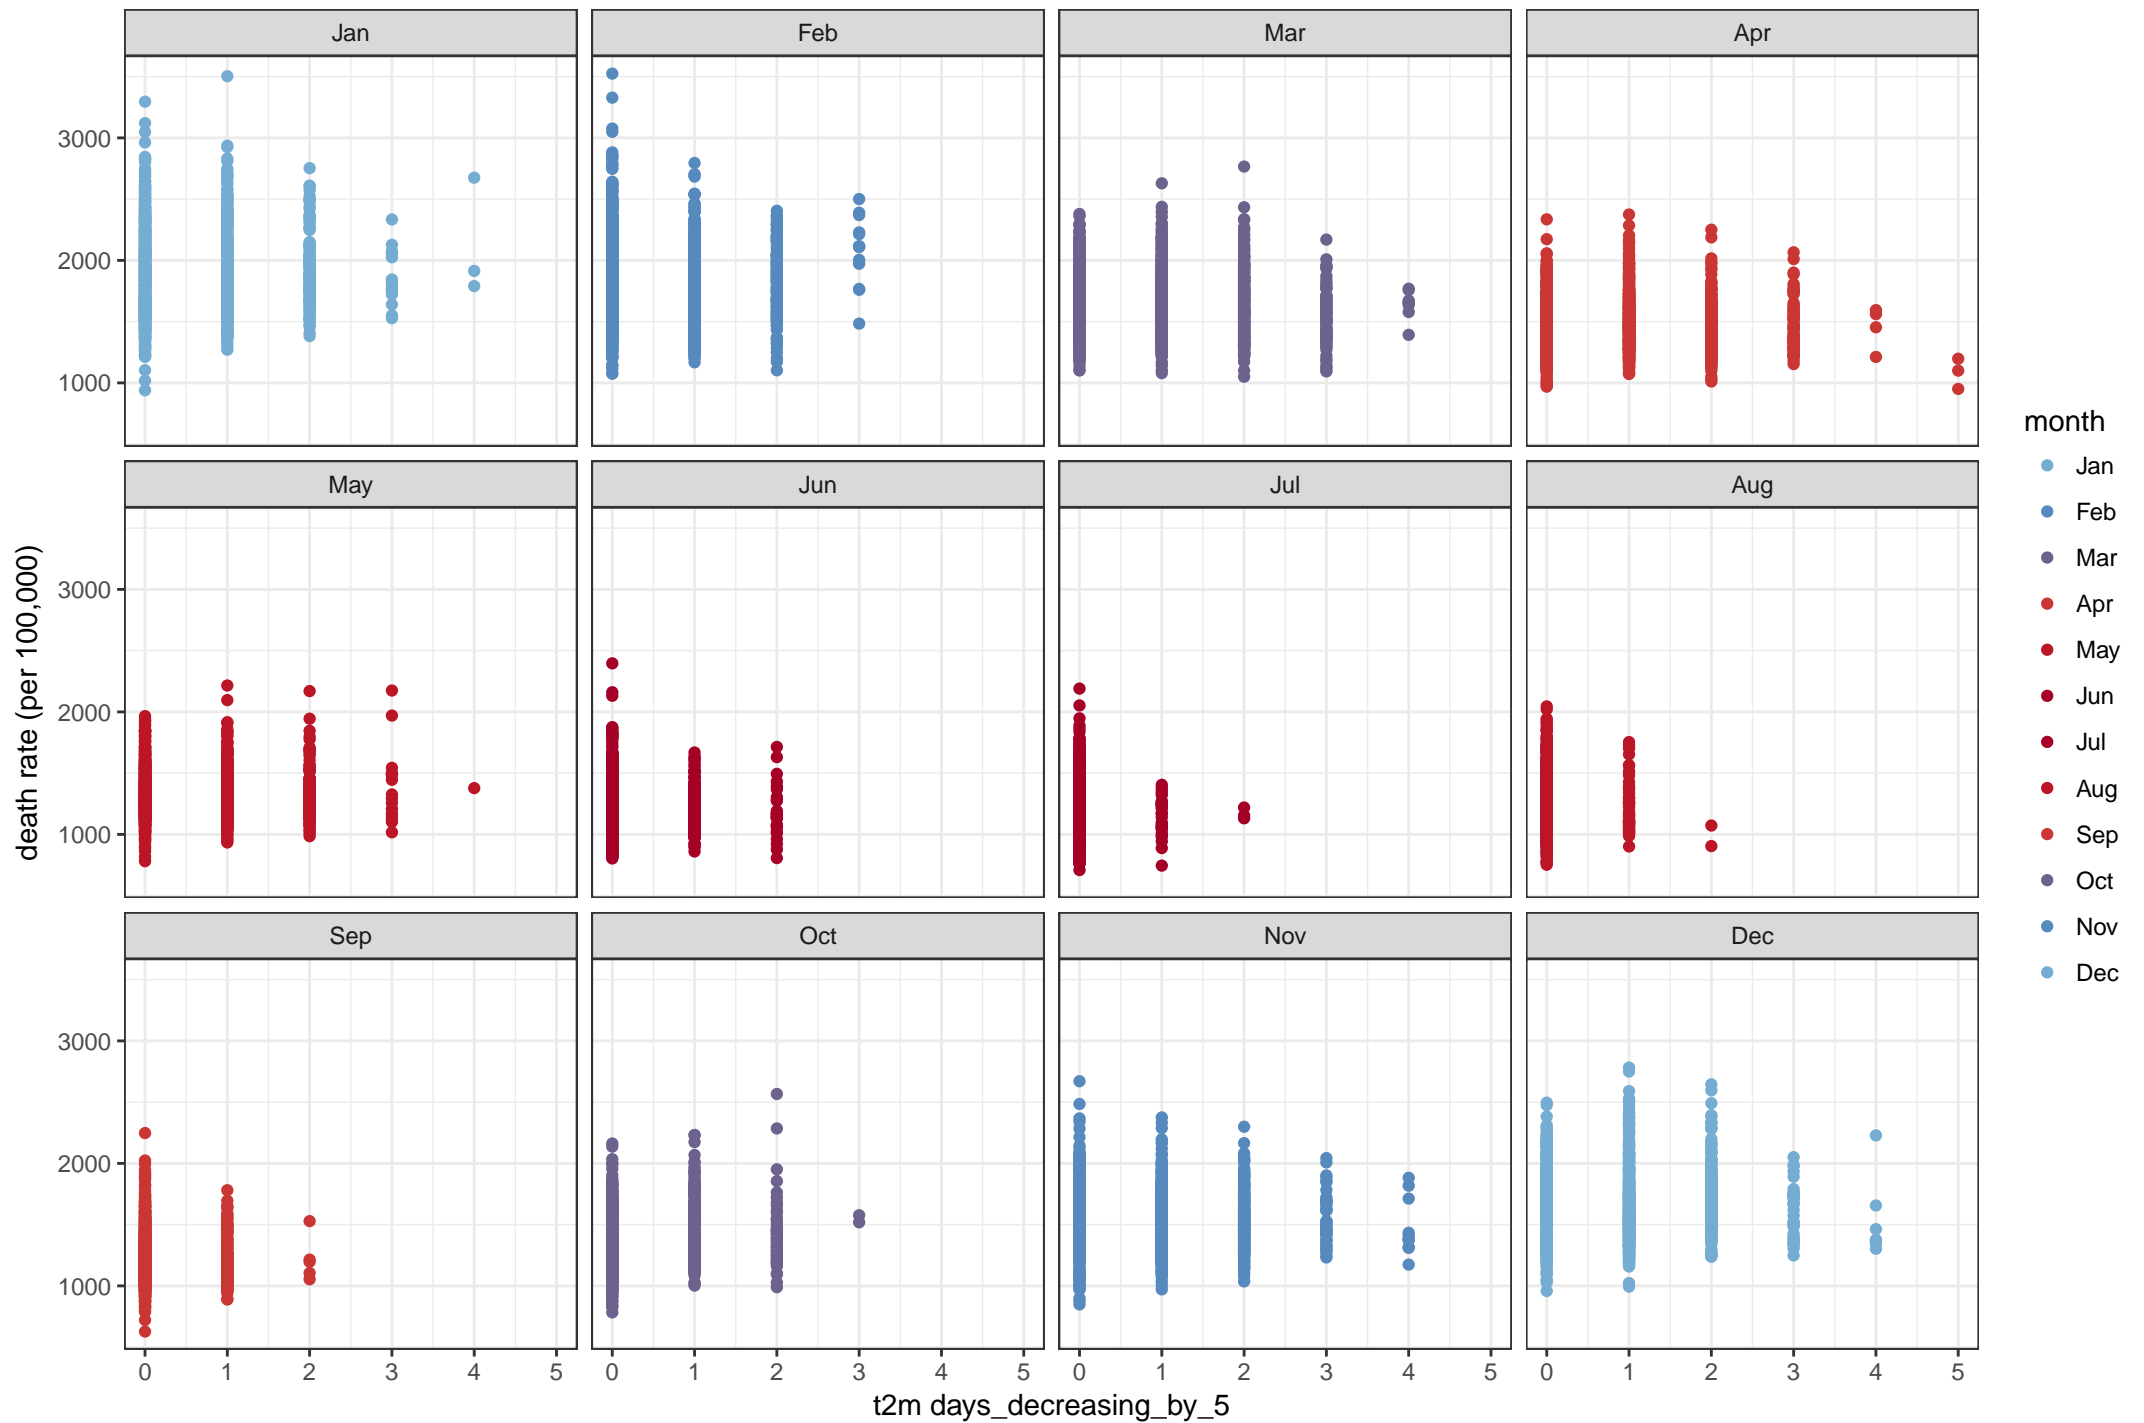 Jan Feb Mar Apr
3000
2000
1000
May Jun Jul Aug
3000
2000
1000
Sep Oct Nov Dec
3000
2000
1000
0 1 2 3 4 5 0 1 2 3 4 5 0 1 2 3 4 5 0 1 2 3 4 5
t2m days_decreasing_by_5
death rate (per 100,000)
month
Jan
Feb
Mar
Apr
May
Jun
Jul
Aug
Sep
Oct
Nov
Dec